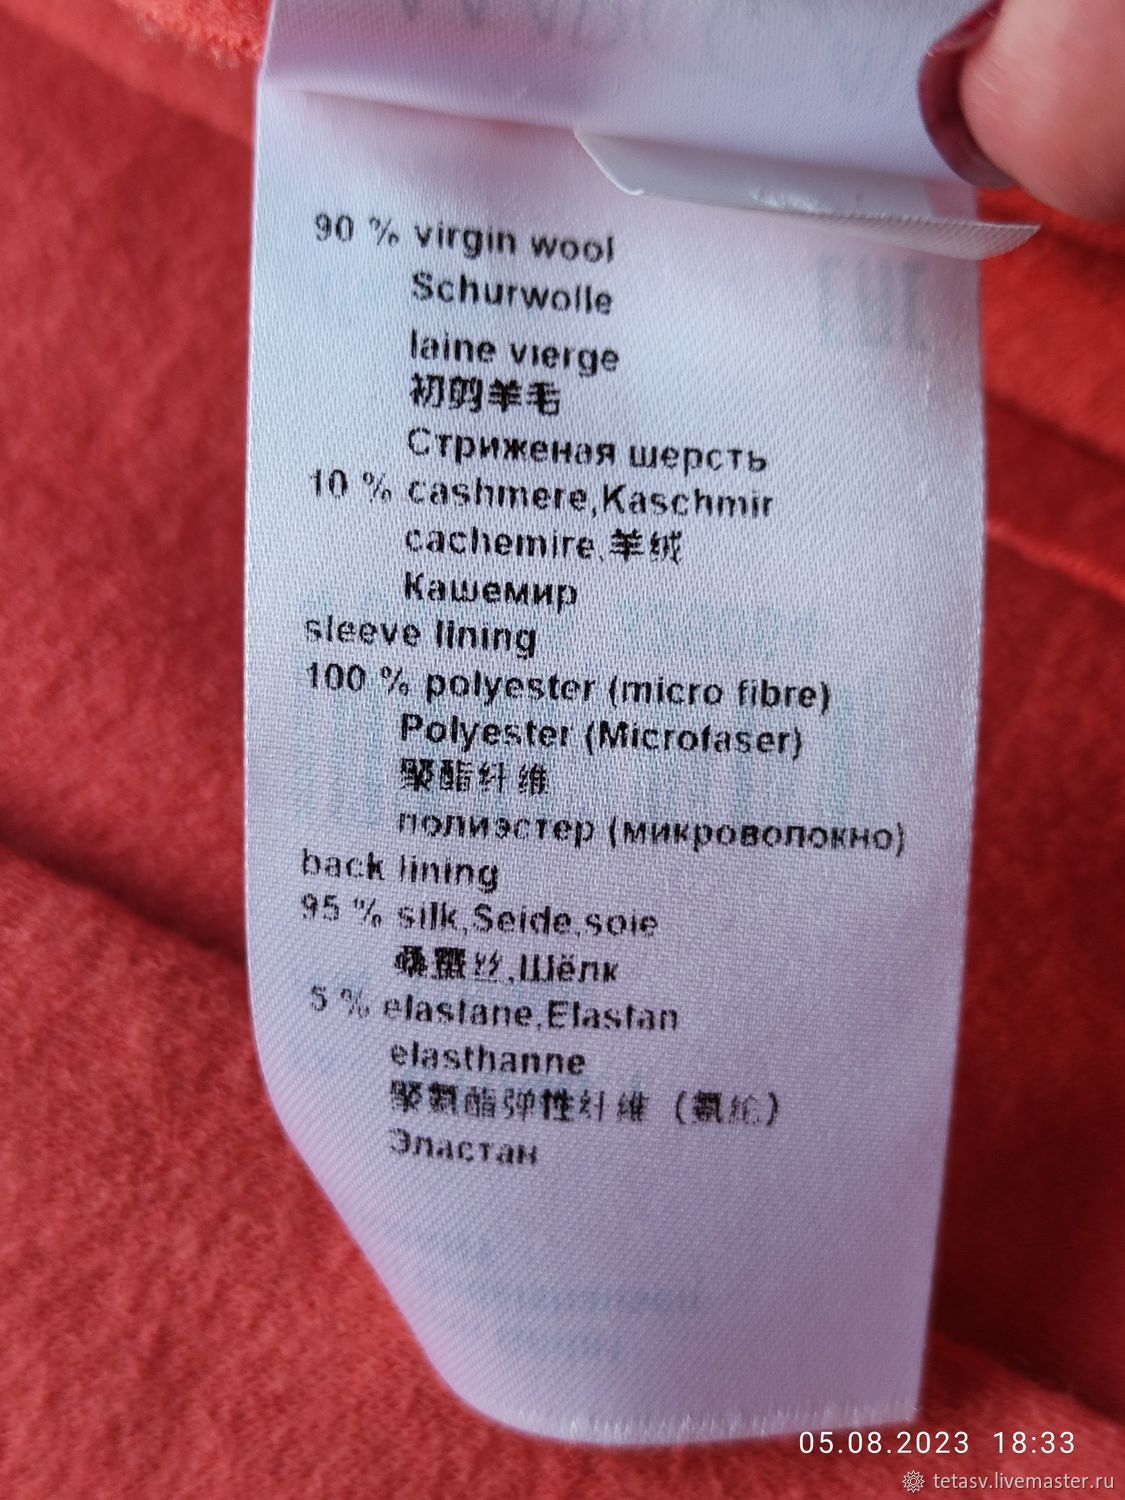 90 % virgin wool
Schurwolle
laine vierge
初剪羊毛
Стриженая шерсть
10 % cashmere,Kaschmir
cachemire,羊绒
Кашемир
sleeve lining
100 % polyester (micro fibre)
Polyester (Microfaser)
聚酯纤维
полиэстер (микроволокно)
back lining
95 % silk,Seide,soie
桑蚕丝,Шёлк
5 % elastane,Elastan
elasthanne
聚氨酯弹性纤维 (氨纶)
Эластан
05.08.2023 18:33
tetasv.livemaster.ru